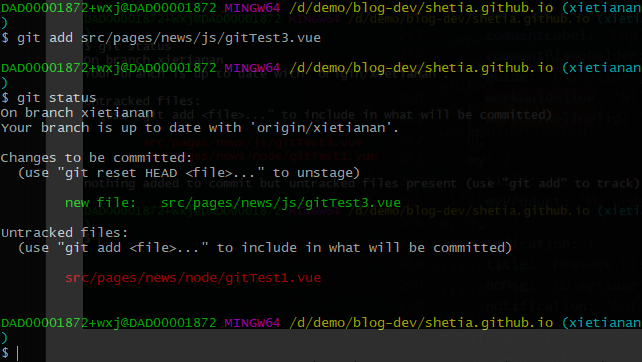 DAD00001872+wxj@DAD00001872 MINGW64 /d/demo/blog-dev/shetia.github.io (xietianan
)
$ git add src/pages/news/js/gitTest3.vue
DAD00001872+wxj@DAD00001872 MINGW64 /d/demo/blog-dev/shetia.github.io (xietianan
)
$ git status
On branch xietianan
Your branch is up to date with 'origin/xietianan'.
Changes to be committed:
(use "git reset HEAD <file>..." to unstage)
new file: src/pages/news/js/gitTest3.vue
Untracked files:
(use "git add <file>..." to include in what will be committed)
src/pages/news/node/gitTest1.vue
DAD00001872+wxj@DAD00001872 MINGW64 /d/demo/blog-dev/shetia.github.io (xietianan
)
$